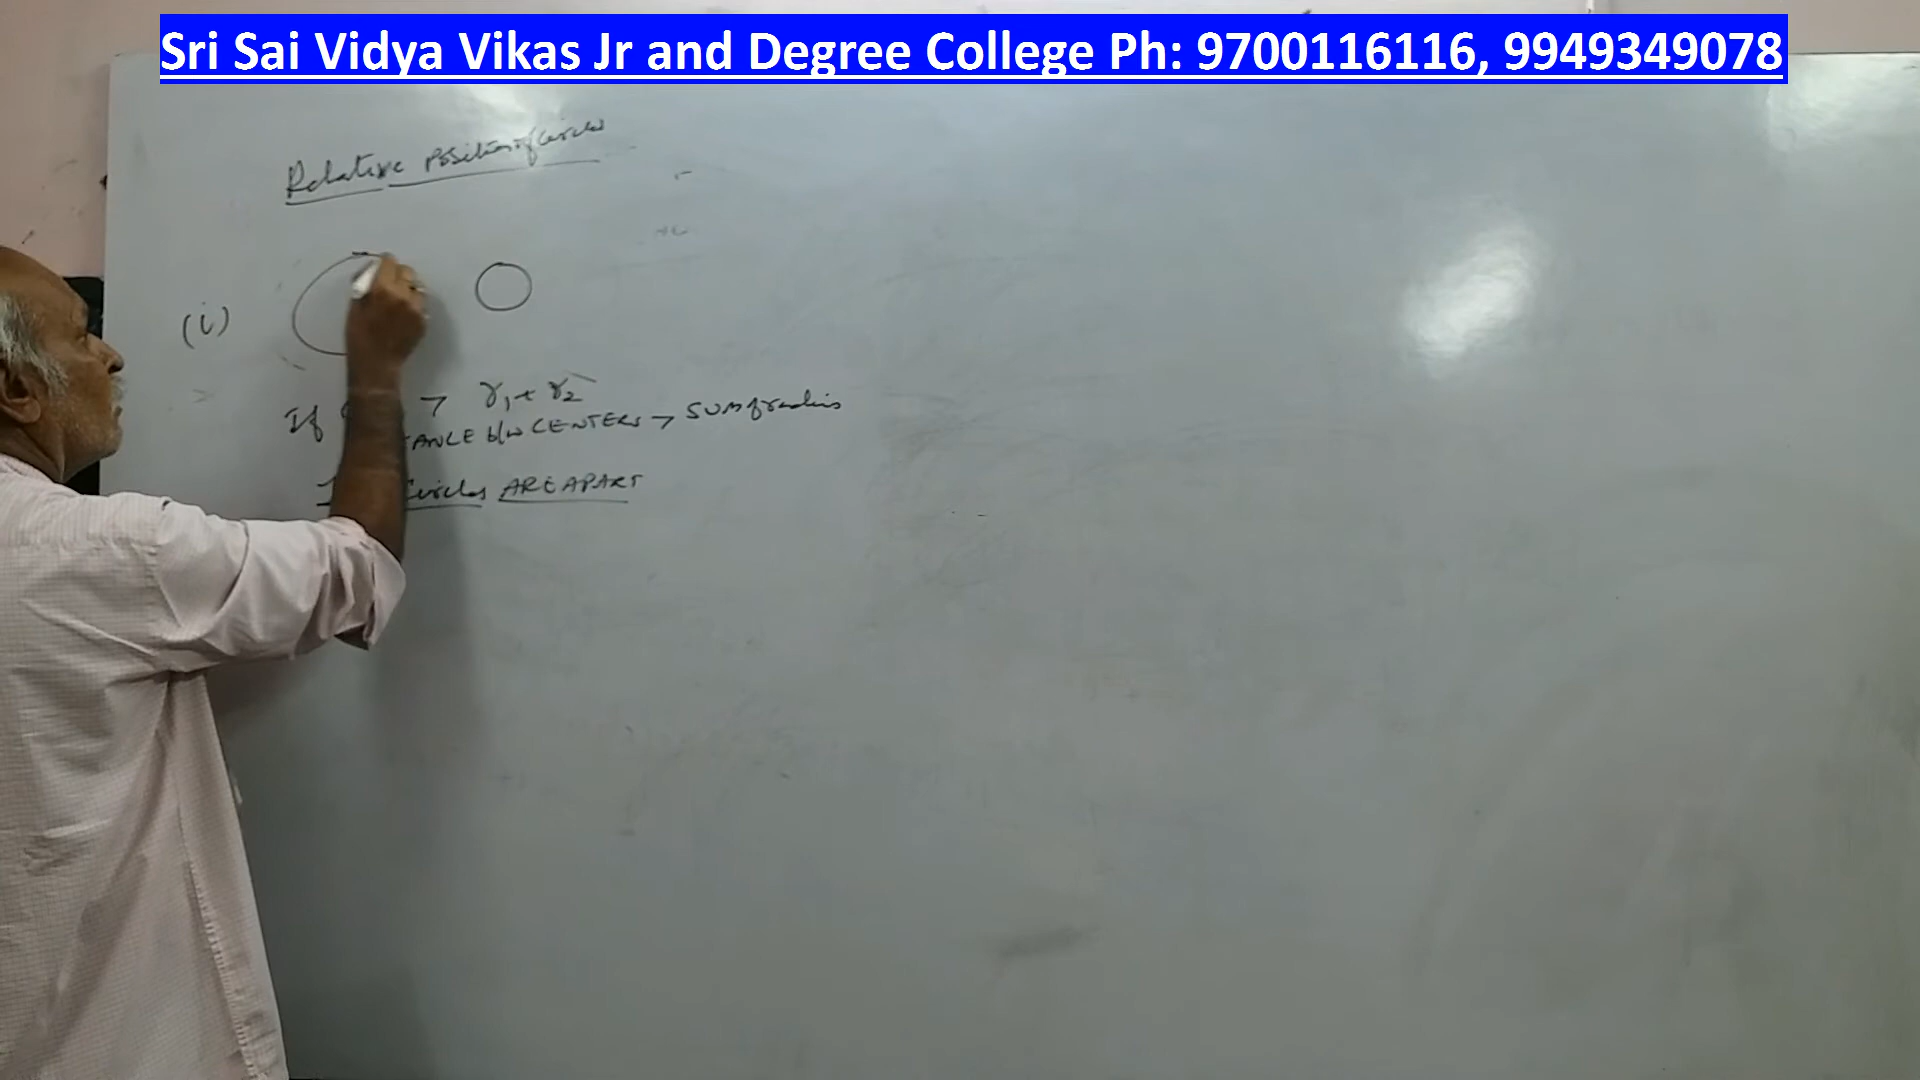 Sri Sai Vidya Vikas Jr and Degree College Ph: 9700116116, 9949349078
Relative position of circles
(i)
If > r₁ + r₂
TANCE b/w CENTERS > SUM of radius
Circles ARE APART